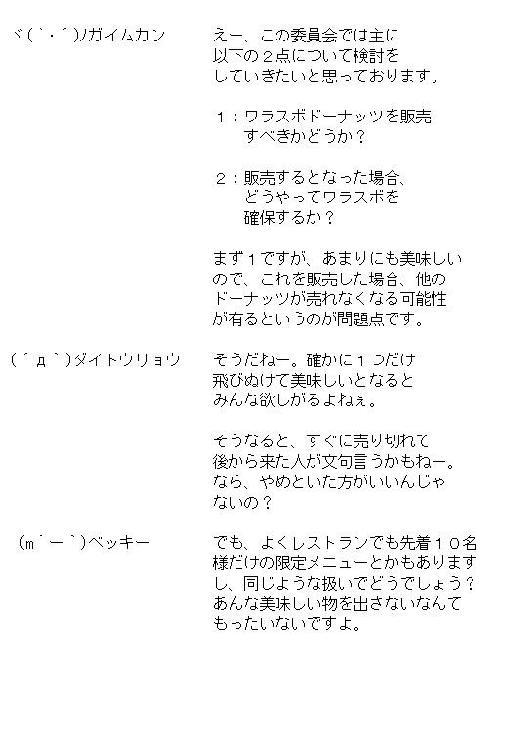 ヾ(｀・´)ﾉガイムカン　えー、この委員会では主に
以下の２点について検討を
していきたいと思っております。
１：ワラスボドーナッツを販売
すべきかどうか？
２：販売するとなった場合、
どうやってワラスボを
確保するか？
まず１ですが、あまりにも美味しい
ので、これを販売した場合、他の
ドーナッツが売れなくなる可能性
が有るというのが問題点です。
(´д｀)ダイトウリョウ　そうだねー。確かに１つだけ
飛びぬけて美味しいとなると
みんな欲しがるよねぇ。
そうなると、すぐに売り切れて
後から来た人が文句言うかもねー。
なら、やめといた方がいいんじゃ
ないの？
(m´ー｀)ベッキー　でも、よくレストランでも先着１０名
様だけの限定メニューとかもあります
し、同じような扱いでどうでしょう？
あんな美味しい物を出さないなんて
もったいないですよ。